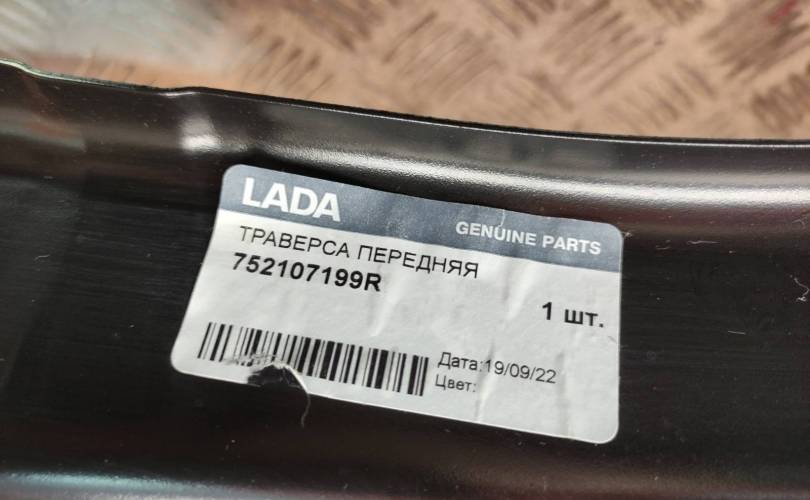 LADA
GENUINE PARTS
ТРАВЕРСА ПЕРЕДНЯЯ
752107199R
1 шт.
Дата:19/09/22
Цвет: